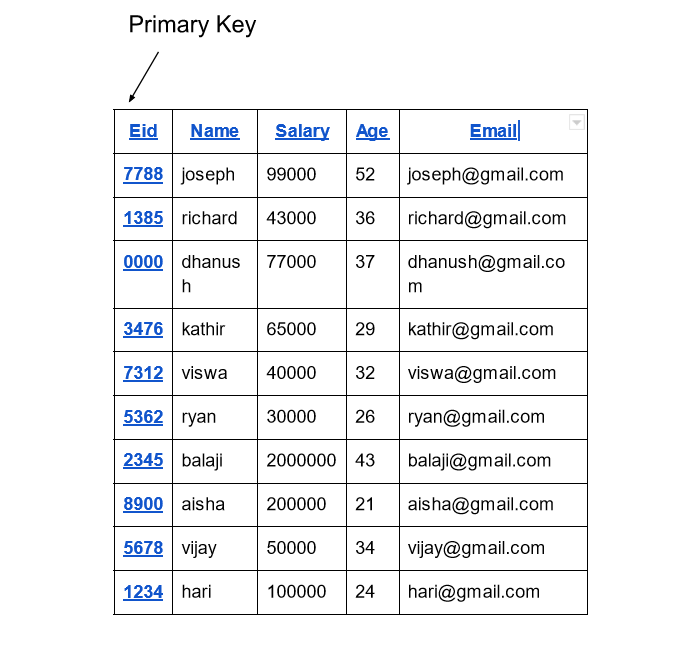 Primary Key
Eid Name Salary Age Email
7788 joseph 99000 52 joseph@gmail.com
1385 richard 43000 36 richard@gmail.com
0000 dhanus 77000 37 dhanush@gmail.co
h m
3476 kathir 65000 29 kathir@gmail.com
7312 viswa 40000 32 viswa@gmail.com
5362 ryan 30000 26 ryan@gmail.com
2345 balaji 2000000 43 balaji@gmail.com
8900 aisha 200000 21 aisha@gmail.com
5678 vijay 50000 34 vijay@gmail.com
1234 hari 100000 24 hari@gmail.com